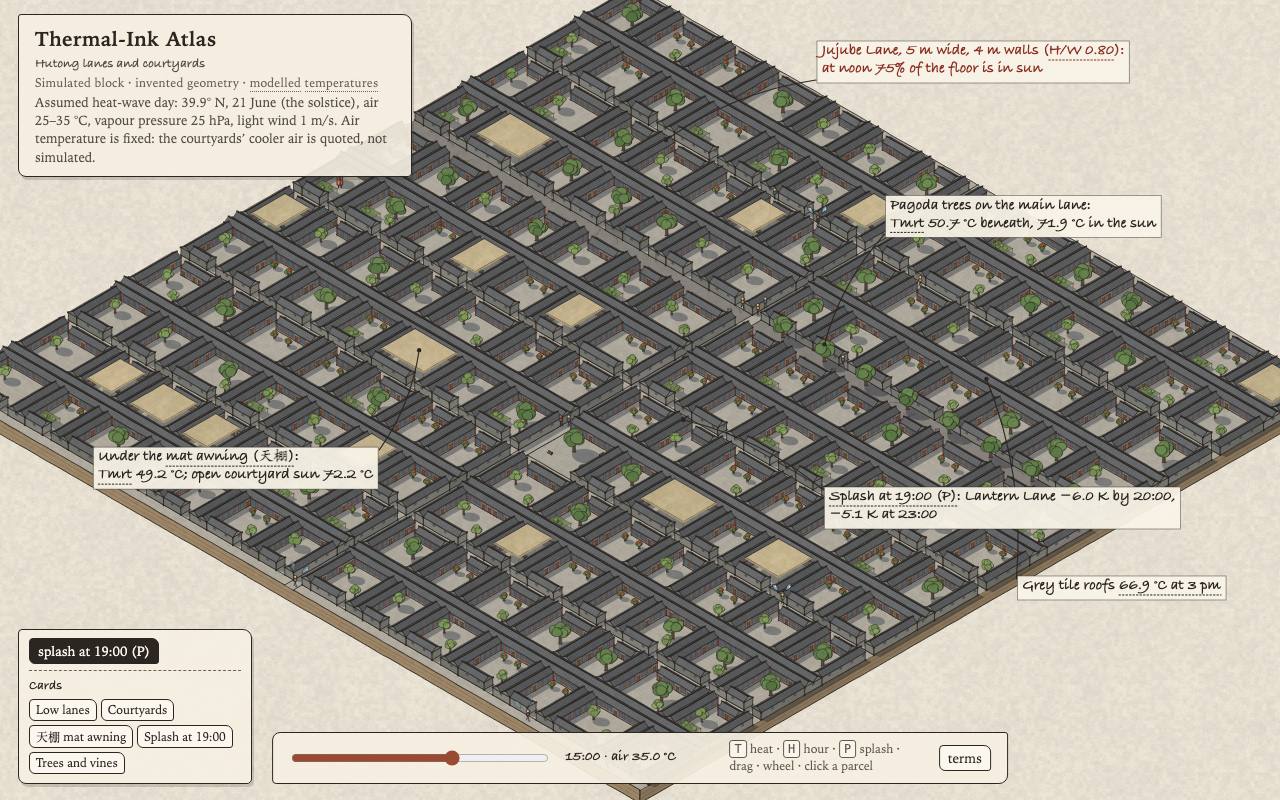 Thermal-Ink Atlas
Hutong lanes and courtyards
Simulated block · invented geometry · modelled temperatures
Assumed heat-wave day: 39.9° N, 21 June (the solstice), air
25–35 °C, vapour pressure 25 hPa, light wind 1 m/s. Air
temperature is fixed: the courtyards’ cooler air is quoted, not
simulated.
Jujube Lane, 5 m wide, 4 m walls (H/W 0.80):
at noon 75% of the floor is in sun
Pagoda trees on the main lane:
Tmrt 50.7 °C beneath, 71.9 °C in the sun
Under the mat awning (天棚):
Tmrt 49.2 °C; open courtyard sun 72.2 °C
Splash at 19:00 (P): Lantern Lane −6.0 K by 20:00,
−5.1 K at 23:00
Grey tile roofs 66.9 °C at 3 pm
splash at 19:00 (P)
Cards
Low lanes Courtyards
天棚 mat awning Splash at 19:00
Trees and vines
15:00 · air 35.0 °C
T heat · H hour · P splash ·
drag · wheel · click a parcel
terms